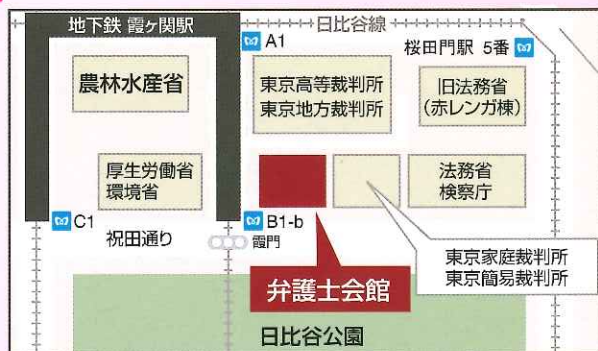 地下鉄 霞ヶ関駅
日比谷線
A1
桜田門駅 5番
農林水産省
東京高等裁判所
東京地方裁判所
旧法務省
(赤レンガ棟)
厚生労働省
環境省
法務省
検察庁
C1
祝田通り
B1-b
霞門
東京家庭裁判所
東京簡易裁判所
弁護士会館
日比谷公園